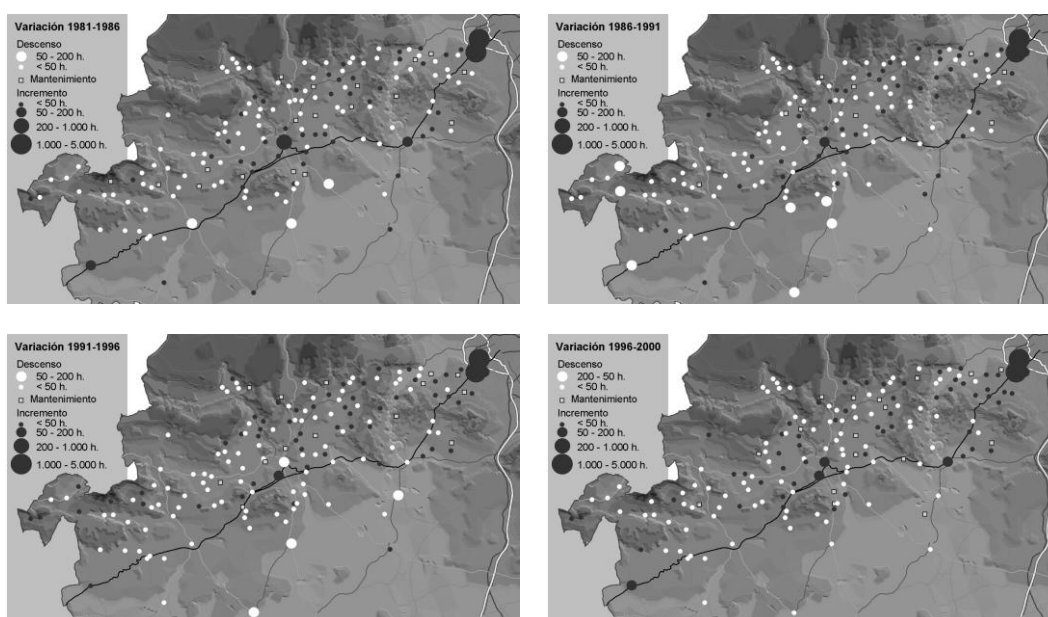 Variación 1981-1986
Descenso
50 - 200 h.
< 50 h.
Mantenimiento
Incremento
< 50 h.
50 - 200 h.
200 - 1.000 h.
1.000 - 5.000 h.
Variación 1986-1991
Descenso
50 - 200 h.
< 50 h.
Mantenimiento
Incremento
< 50 h.
50 - 200 h.
200 - 1.000 h.
1.000 - 5.000 h.
Variación 1991-1996
Descenso
50 - 200 h.
< 50 h.
Mantenimiento
Incremento
< 50 h.
50 - 200 h.
200 - 1.000 h.
1.000 - 5.000 h.
Variación 1996-2000
Descenso
200 - 50 h.
< 50 h.
Mantenimiento
Incremento
< 50 h.
50 - 200 h.
200 - 1.000 h.
1.000 - 5.000 h.